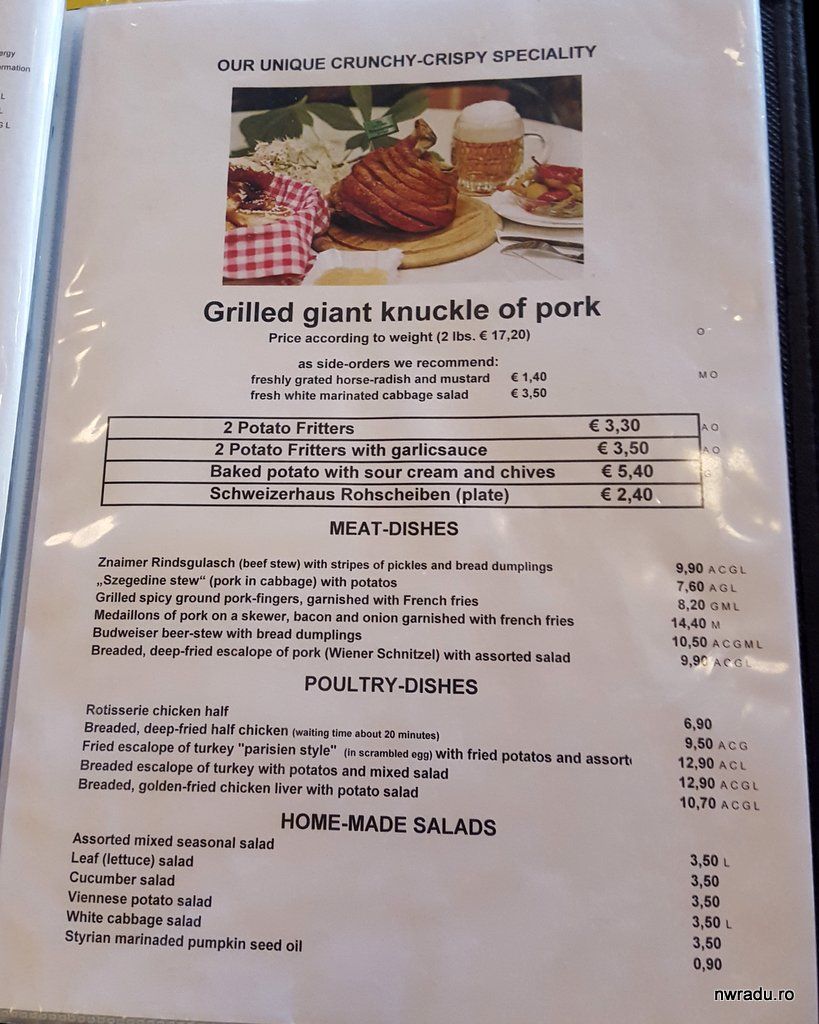 ergy
rmation
L
L
G L
OUR UNIQUE CRUNCHY-CRISPY SPECIALITY
Grilled giant knuckle of pork
Price according to weight (2 lbs. € 17,20) O
as side-orders we recommend:
freshly grated horse-radish and mustard € 1,40 M O
fresh white marinated cabbage salad € 3,50
2 Potato Fritters € 3,30 A O
2 Potato Fritters with garlicsauce € 3,50 A O
Baked potato with sour cream and chives € 5,40 G
Schweizerhaus Rohscheiben (plate) € 2,40
MEAT-DISHES
Znaimer Rindsgulasch (beef stew) with stripes of pickles and bread dumplings 9,90 A C G L
„Szegedine stew“ (pork in cabbage) with potatos 7,60 A G L
Grilled spicy ground pork-fingers, garnished with French fries 8,20 G M L
Medaillons of pork on a skewer, bacon and onion garnished with french fries 14,40 M
Budweiser beer-stew with bread dumplings 10,50 A C G M L
Breaded, deep-fried escalope of pork (Wiener Schnitzel) with assorted salad 9,90 A C G L
POULTRY-DISHES
Rotisserie chicken half 6,90
Breaded, deep-fried half chicken (waiting time about 20 minutes) 9,50 A C G
Fried escalope of turkey "parisien style" (in scrambled egg) with fried potatos and assort 12,90 A C L
Breaded escalope of turkey with potatos and mixed salad 12,90 A C G L
Breaded, golden-fried chicken liver with potato salad 10,70 A C G L
HOME-MADE SALADS
Assorted mixed seasonal salad 3,50 L
Leaf (lettuce) salad 3,50
Cucumber salad 3,50
Viennese potato salad 3,50 L
White cabbage salad 3,50
Styrian marinaded pumpkin seed oil 0,90
nwradu.ro